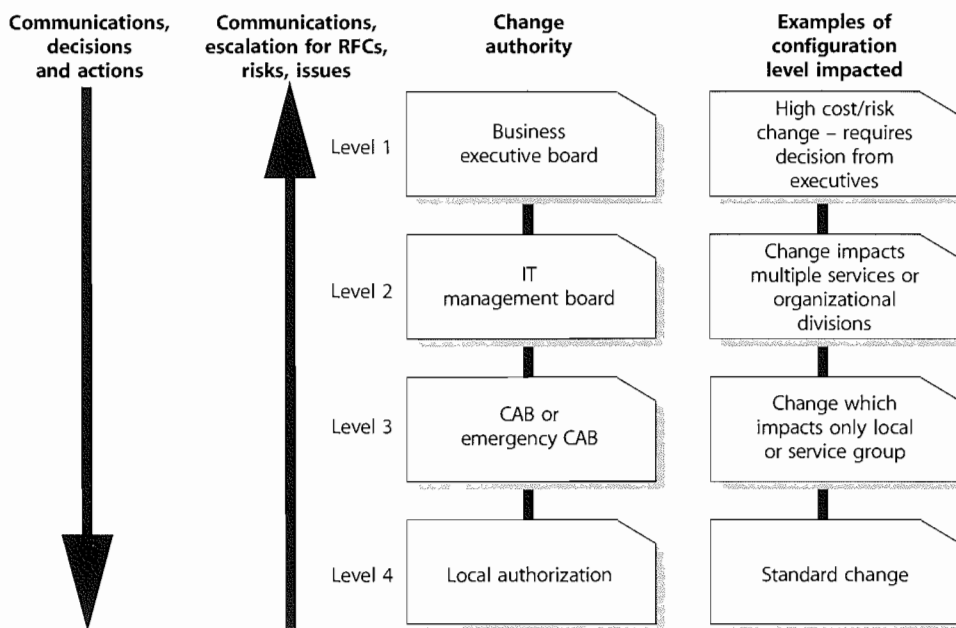 Communications,
decisions
and actions
Communications,
escalation for RFCs,
risks, issues
Change
authority
Examples of
configuration
level impacted
Level 1
Business
executive board
High cost/risk
change – requires
decision from
executives
Level 2
IT
management board
Change impacts
multiple services or
organizational
divisions
Level 3
CAB or
emergency CAB
Change which
impacts only local
or service group
Level 4
Local authorization
Standard change